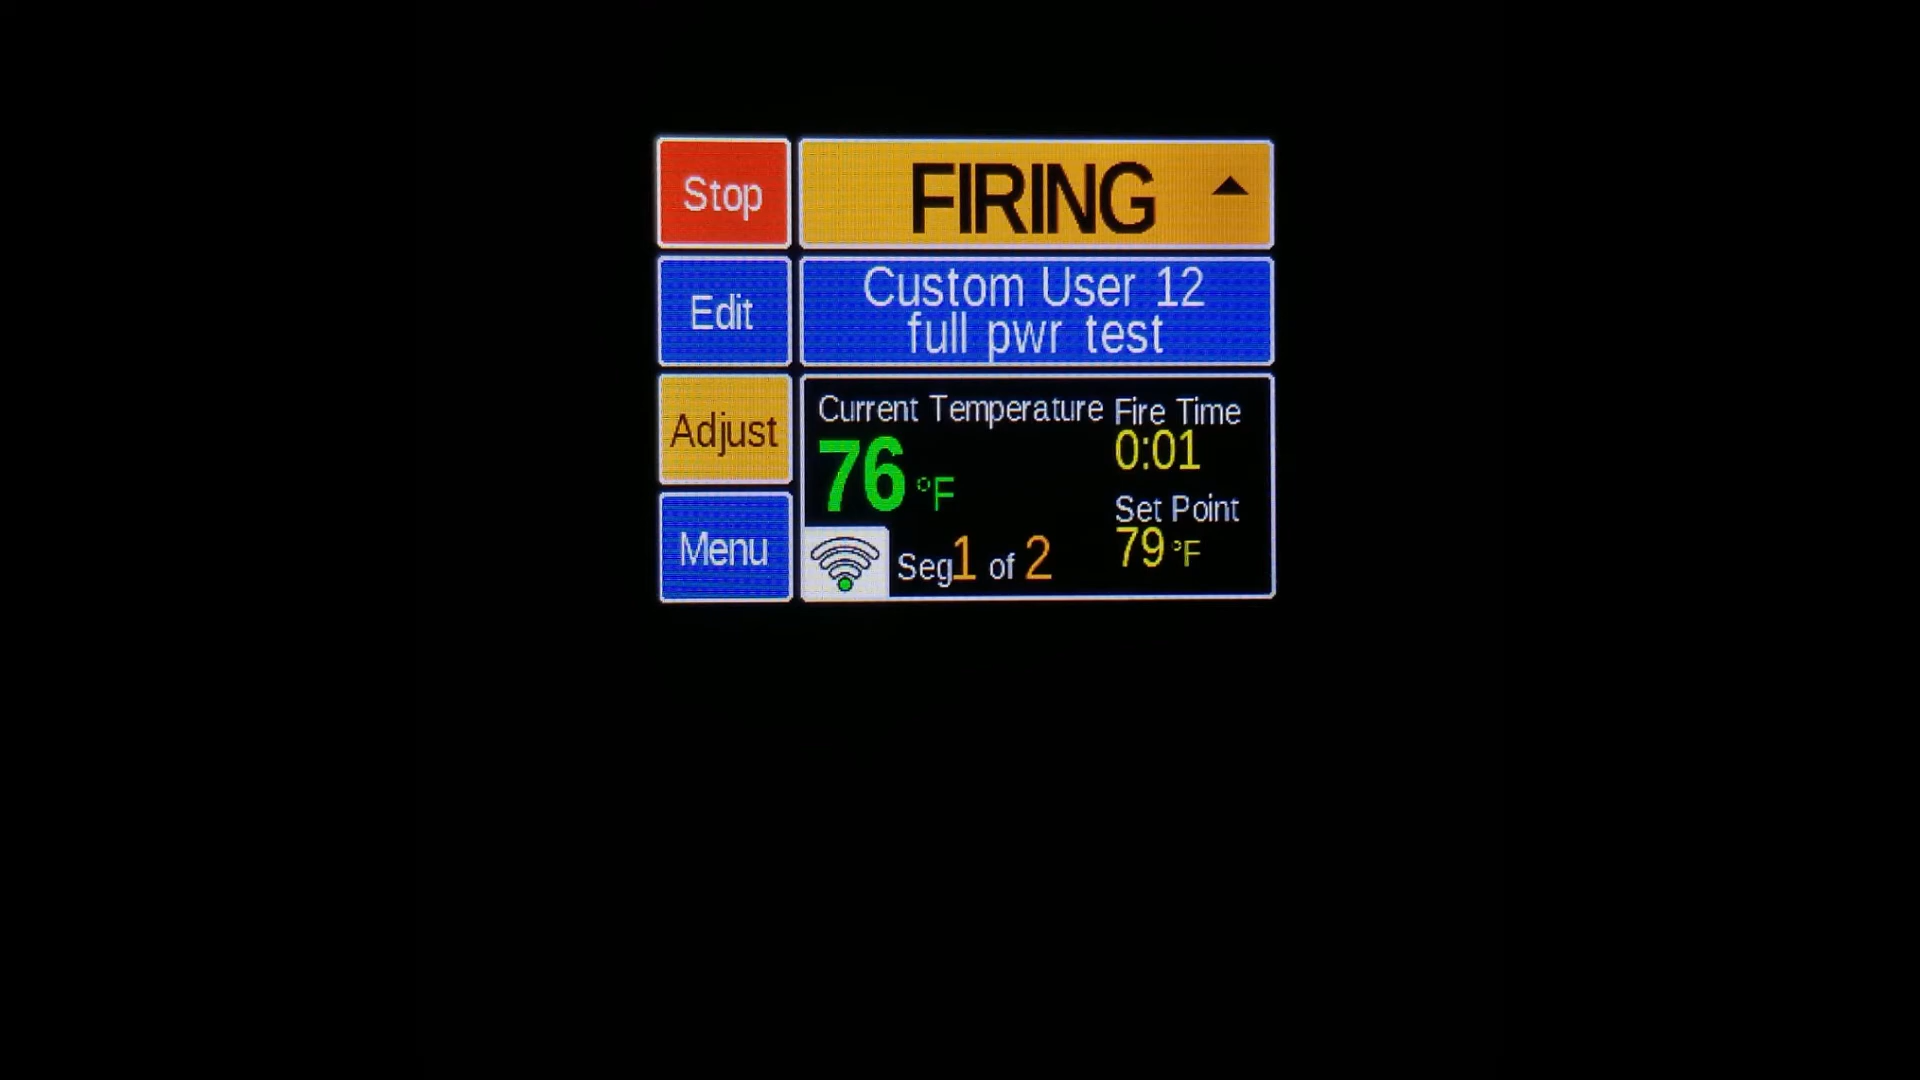 Stop
FIRING
Edit
Custom User 12
full pwr test
Adjust
Current Temperature
76 °F
Fire Time
0:01
Set Point
79 °F
Menu
Seg1 of 2